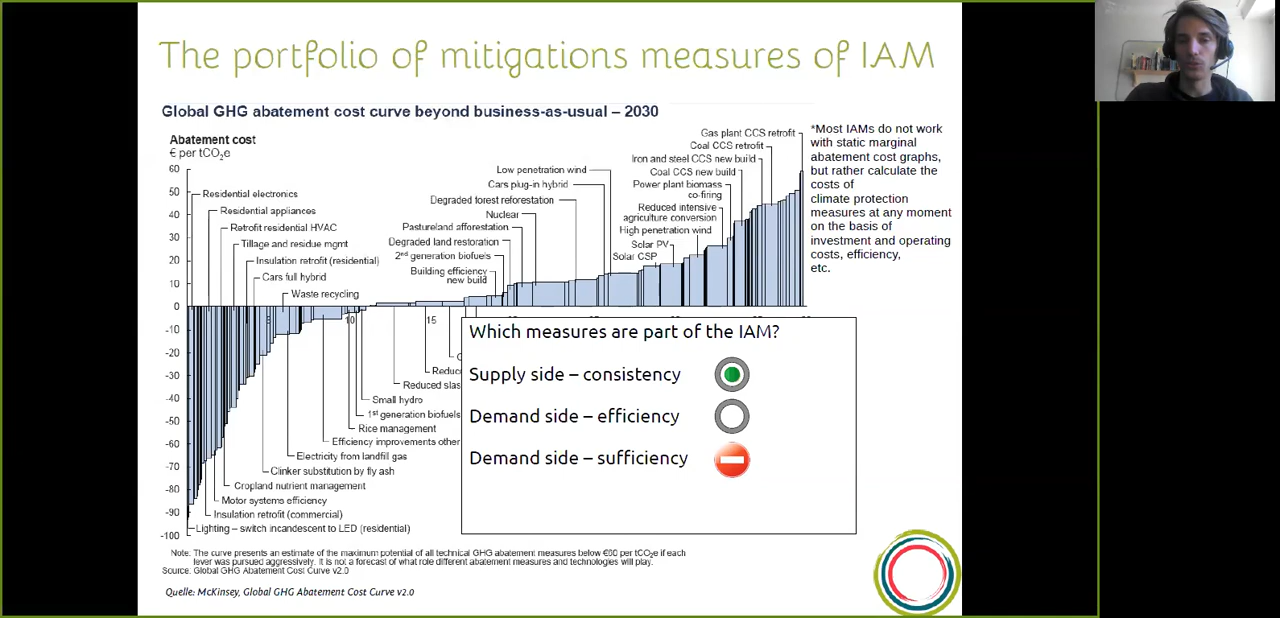 The portfolio of mitigations measures of IAM
Global GHG abatement cost curve beyond business-as-usual – 2030
Abatement cost
€ per tCO2e
60
50
40
30
20
10
0
-10
-20
-30
-40
-50
-60
-70
-80
-90
-100
Residential electronics
Residential appliances
Retrofit residential HVAC
Tillage and residue mgmt
Insulation retrofit (residential)
Cars full hybrid
Waste recycling
Low penetration wind
Cars plug-in hybrid
Degraded forest reforestation
Nuclear
Pastureland afforestation
Degraded land restoration
2nd generation biofuels
Building efficiency
new build
Gas plant CCS retrofit
Coal CCS retrofit
Iron and steel CCS new build
Coal CCS new build
Power plant biomass
co-firing
Reduced intensive
agriculture conversion
High penetration wind
Solar PV
Solar CSP
*Most IAMs do not work
with static marginal
abatement cost graphs,
but rather calculate the
costs of
climate protection
measures at any moment
on the basis of
investment and operating
costs, efficiency,
etc.
5
10
15
Reduced slas
Small hydro
1st generation biofuels
Rice management
Efficiency improvements other
Electricity from landfill gas
Clinker substitution by fly ash
Cropland nutrient management
Motor systems efficiency
Insulation retrofit (commercial)
Lighting – switch incandescent to LED (residential)
Which measures are part of the IAM?
Supply side – consistency
Demand side – efficiency
Demand side – sufficiency
Note: The curve presents an estimate of the maximum potential of all technical GHG abatement measures below €60 per tCO2e if each
lever was pursued aggressively. It is not a forecast of what role different abatement measures and technologies will play.
Source: Global GHG Abatement Cost Curve v2.0
Quelle: McKinsey, Global GHG Abatement Cost Curve v2.0